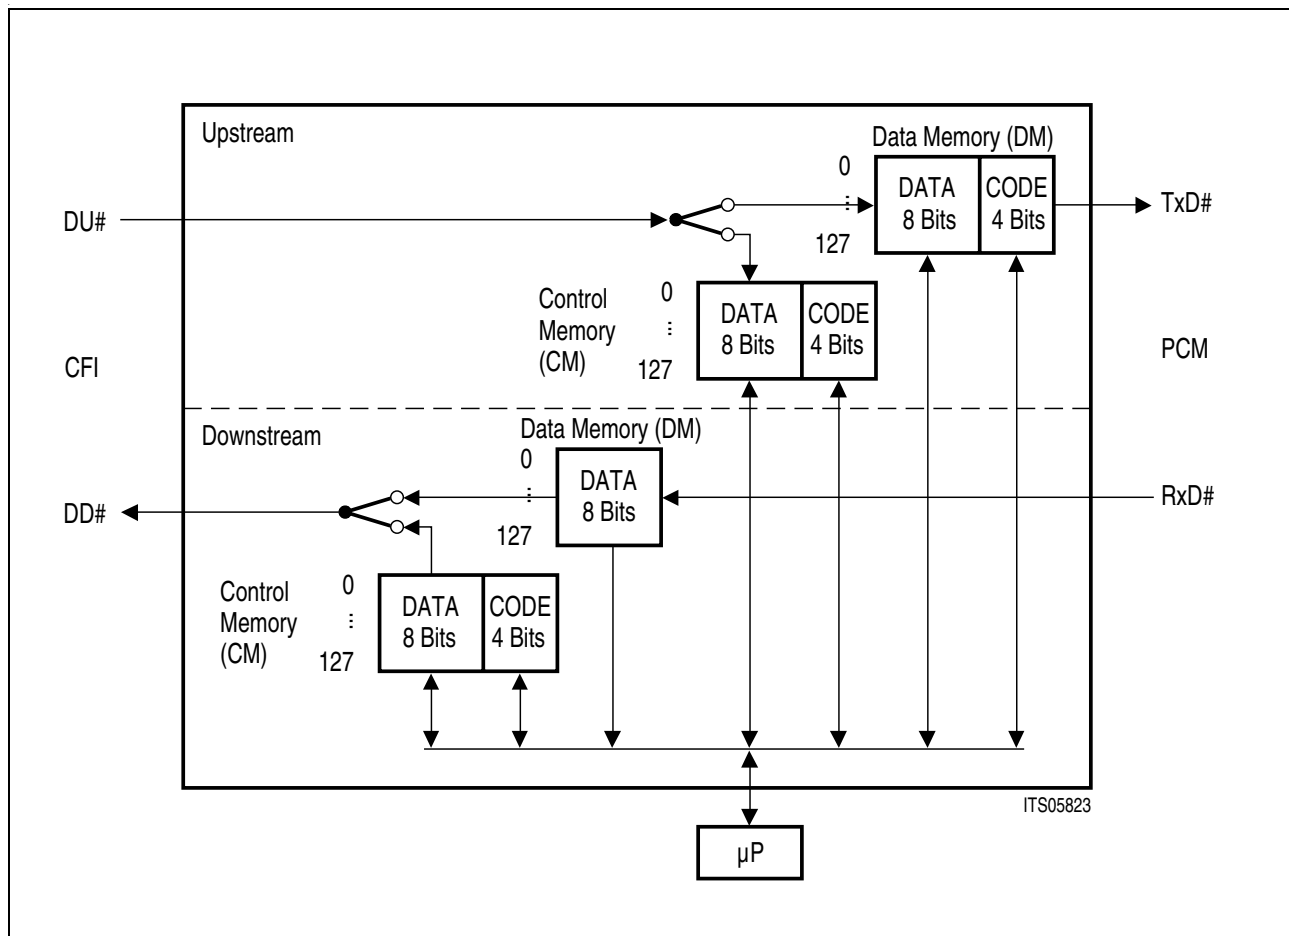 Upstream
Data Memory (DM)
0
⋮
127
DATA
8 Bits
CODE
4 Bits
DU#
TxD#
Control
Memory
(CM)
0
⋮
127
DATA
8 Bits
CODE
4 Bits
CFI
PCM
Downstream
Data Memory (DM)
0
⋮
127
DATA
8 Bits
DD#
RxD#
Control
Memory
(CM)
0
⋮
127
DATA
8 Bits
CODE
4 Bits
ITS05823
µP